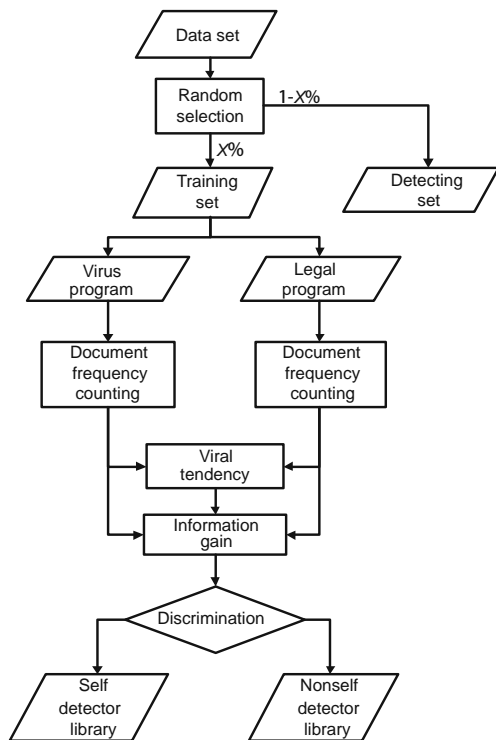 Data set
Random
selection
1-X%
X%
Training
set
Detecting
set
Virus
program
Legal
program
Document
frequency
counting
Document
frequency
counting
Viral
tendency
Information
gain
Discrimination
Self
detector
library
Nonself
detector
library